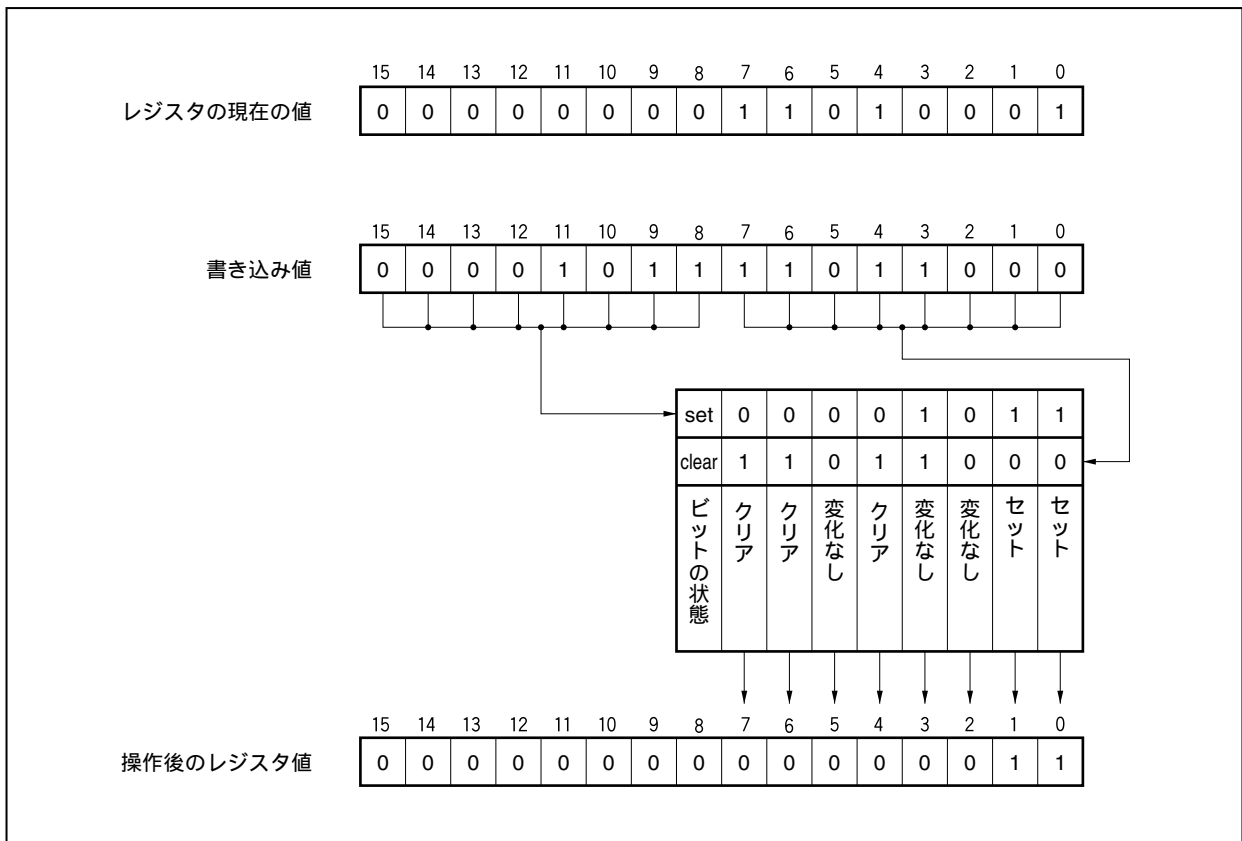 15 14 13 12 11 10 9 8 7 6 5 4 3 2 1 0
レジスタの現在の値 0 0 0 0 0 0 0 0 1 1 0 1 0 0 0 1
15 14 13 12 11 10 9 8 7 6 5 4 3 2 1 0
書き込み値 0 0 0 0 1 0 1 1 1 1 0 1 1 0 0 0
set 0 0 0 0 1 0 1 1
clear 1 1 0 1 1 0 0 0
ビットの状態 クリア クリア 変化なし クリア 変化なし 変化なし セット セット
15 14 13 12 11 10 9 8 7 6 5 4 3 2 1 0
操作後のレジスタ値 0 0 0 0 0 0 0 0 0 0 0 0 0 0 1 1